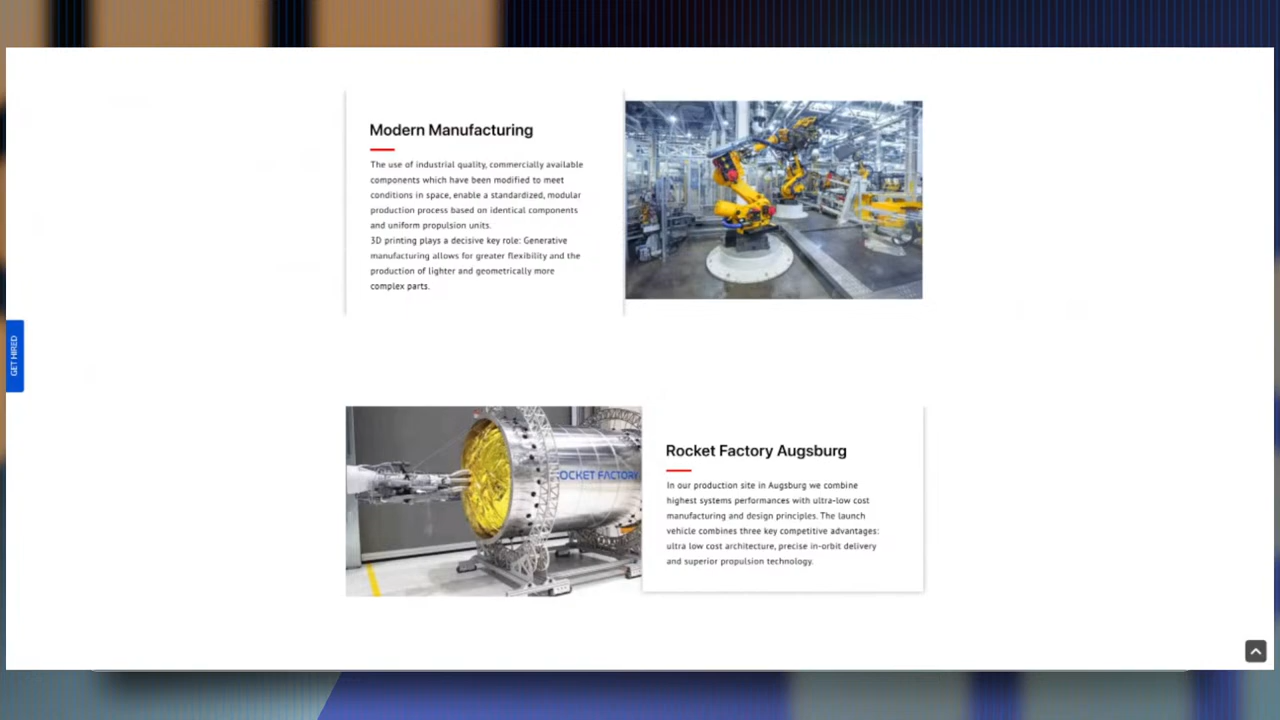 Modern Manufacturing
The use of industrial quality, commercially available
components which have been modified to meet
conditions in space, enable a standardized, modular
production process based on identical components
and uniform propulsion units.
3D printing plays a decisive key role: Generative
manufacturing allows for greater flexibility and the
production of lighter and geometrically more
complex parts.
GET HIRED
OCKET FACTORY
Rocket Factory Augsburg
In our production site in Augsburg we combine
highest systems performances with ultra-low cost
manufacturing and design principles. The launch
vehicle combines three key competitive advantages:
ultra low cost architecture, precise in-orbit delivery
and superior propulsion technology.